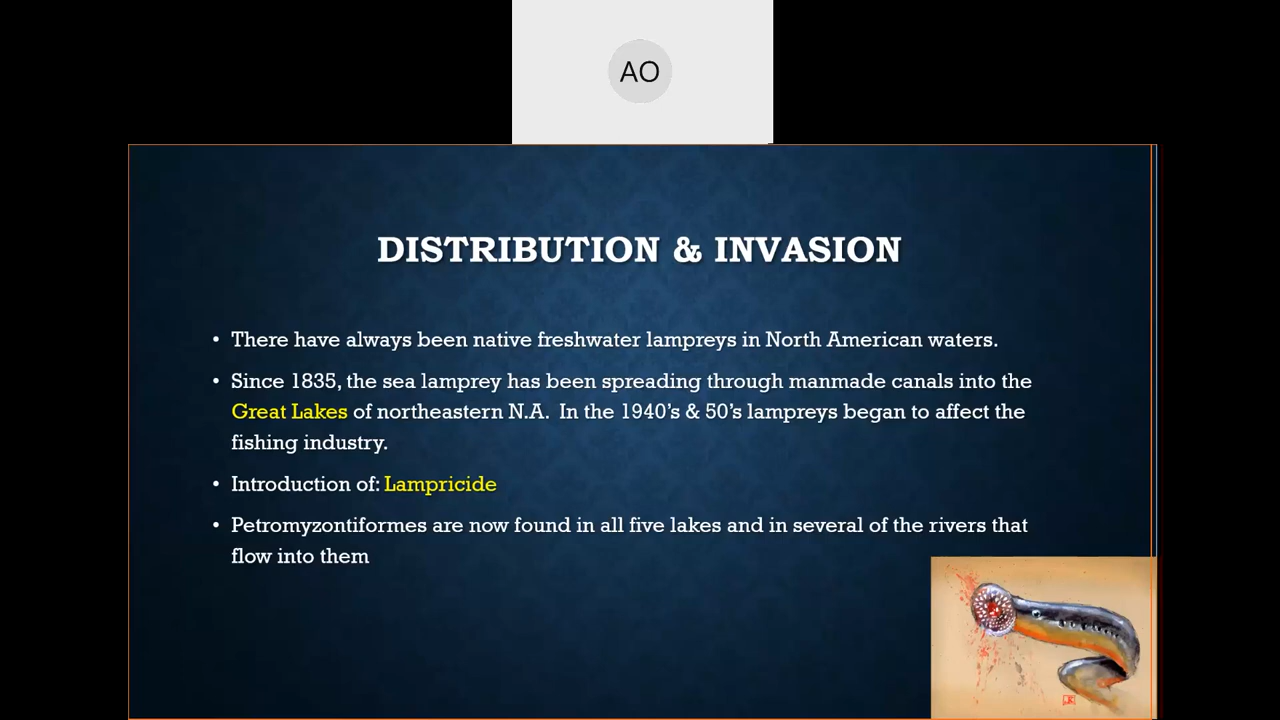 AO
DISTRIBUTION & INVASION
• There have always been native freshwater lampreys in North American waters.
• Since 1835, the sea lamprey has been spreading through manmade canals into the
Great Lakes of northeastern N.A.  In the 1940’s & 50’s lampreys began to affect the
fishing industry.
• Introduction of: Lampricide
• Petromyzontiformes are now found in all five lakes and in several of the rivers that
flow into them